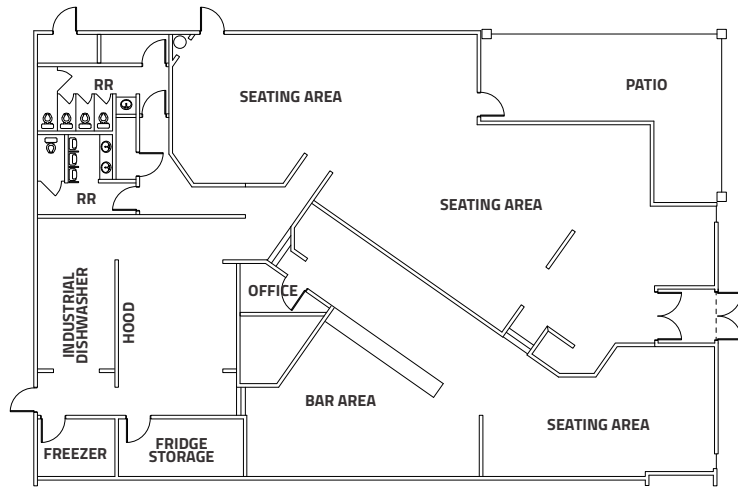 RR
SEATING AREA
PATIO
RR
SEATING AREA
INDUSTRIAL
DISHWASHER
HOOD
OFFICE
BAR AREA
SEATING AREA
FREEZER
FRIDGE
STORAGE